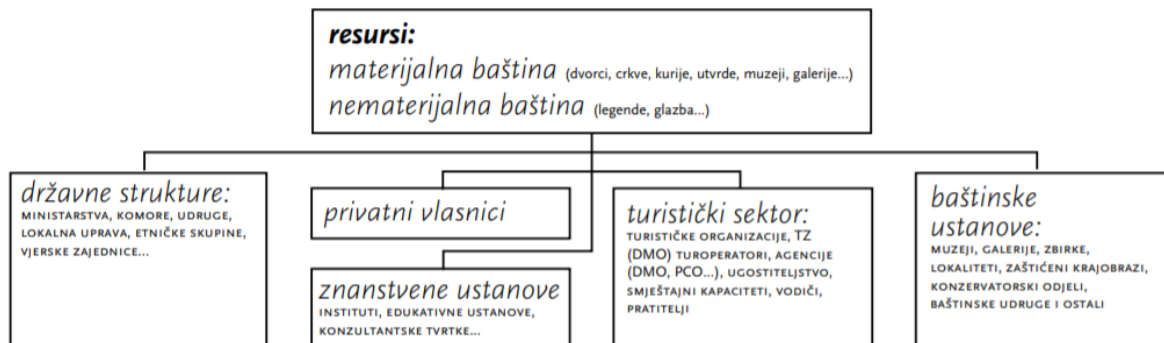 resursi:
materijalna baština (dvorci, crkve, kurije, utvrde, muzeji, galerije...)
nematerijalna baština (legende, glazba...)
državne strukture:
MINISTARSTVA, KOMORE, UDRUGE,
LOKALNA UPRAVA, ETNIČKE SKUPINE,
VJERSKE ZAJEDNICE...
privatni vlasnici
znanstvene ustanove
INSTITUTI, EDUKATIVNE USTANOVE,
KONZULTANTSKE TVRTKE...
turistički sektor:
TURISTIČKE ORGANIZACIJE, TZ
(DMO) TUROPERATORI, AGENCIJE
(DMO, PCO...), UGOSTITELJSTVO,
SMJEŠTAJNI KAPACITETI, VODIČI,
PRATITELJI
baštinske
ustanove:
MUZEJI, GALERIJE, ZBIRKE,
LOKALITETI, ZAŠTIĆENI KRAJOBRAZI,
KONZERVATORSKI ODJELI,
BAŠTINSKE UDRUGE I OSTALI